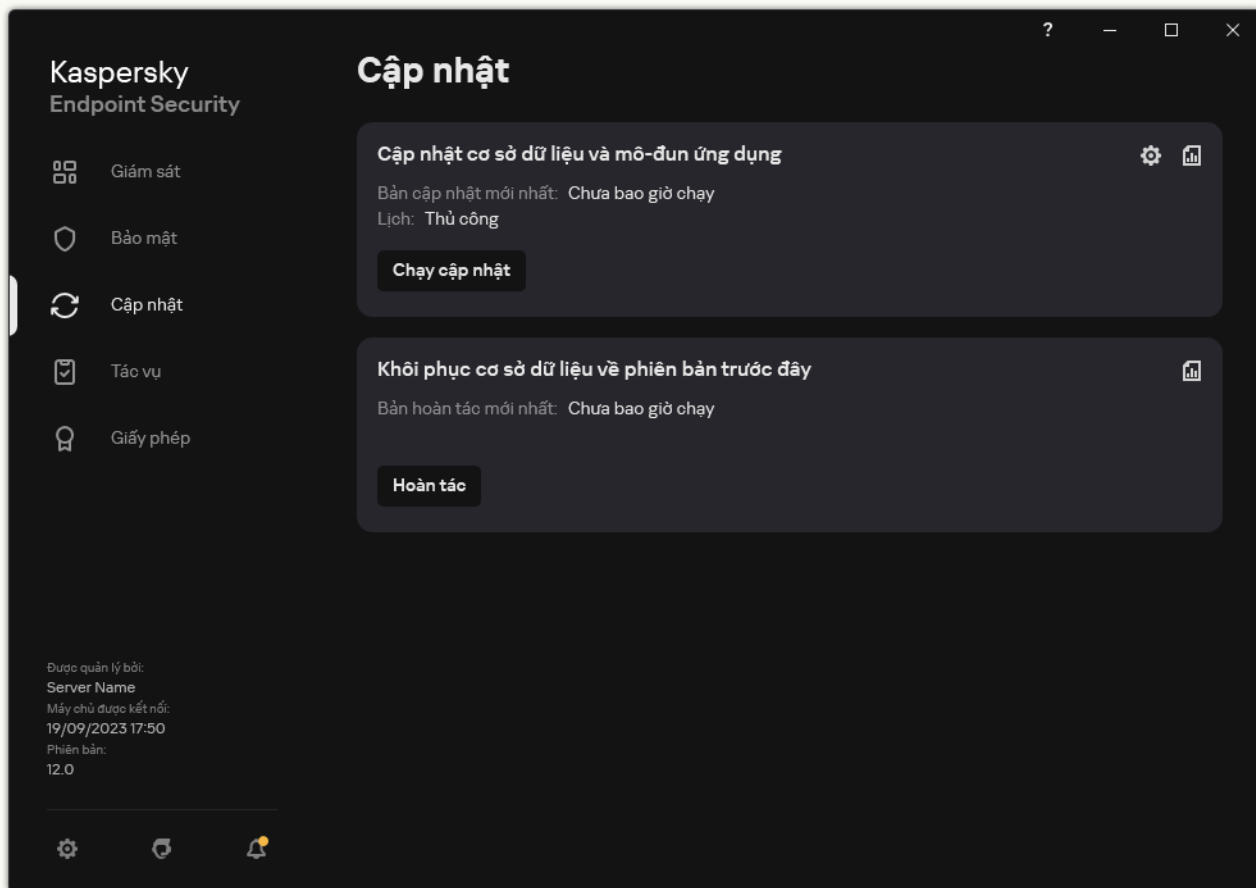 ?
Kaspersky
Endpoint Security
Giám sát
Bảo mật
Cập nhật
Tác vụ
Giấy phép
Được quản lý bởi:
Server Name
Máy chủ được kết nối:
19/09/2023 17:50
Phiên bản:
12.0
Cập nhật
Cập nhật cơ sở dữ liệu và mô-đun ứng dụng
Bản cập nhật mới nhất: Chưa bao giờ chạy
Lịch: Thủ công
Chạy cập nhật
Khôi phục cơ sở dữ liệu về phiên bản trước đây
Bản hoàn tác mới nhất: Chưa bao giờ chạy
Hoàn tác